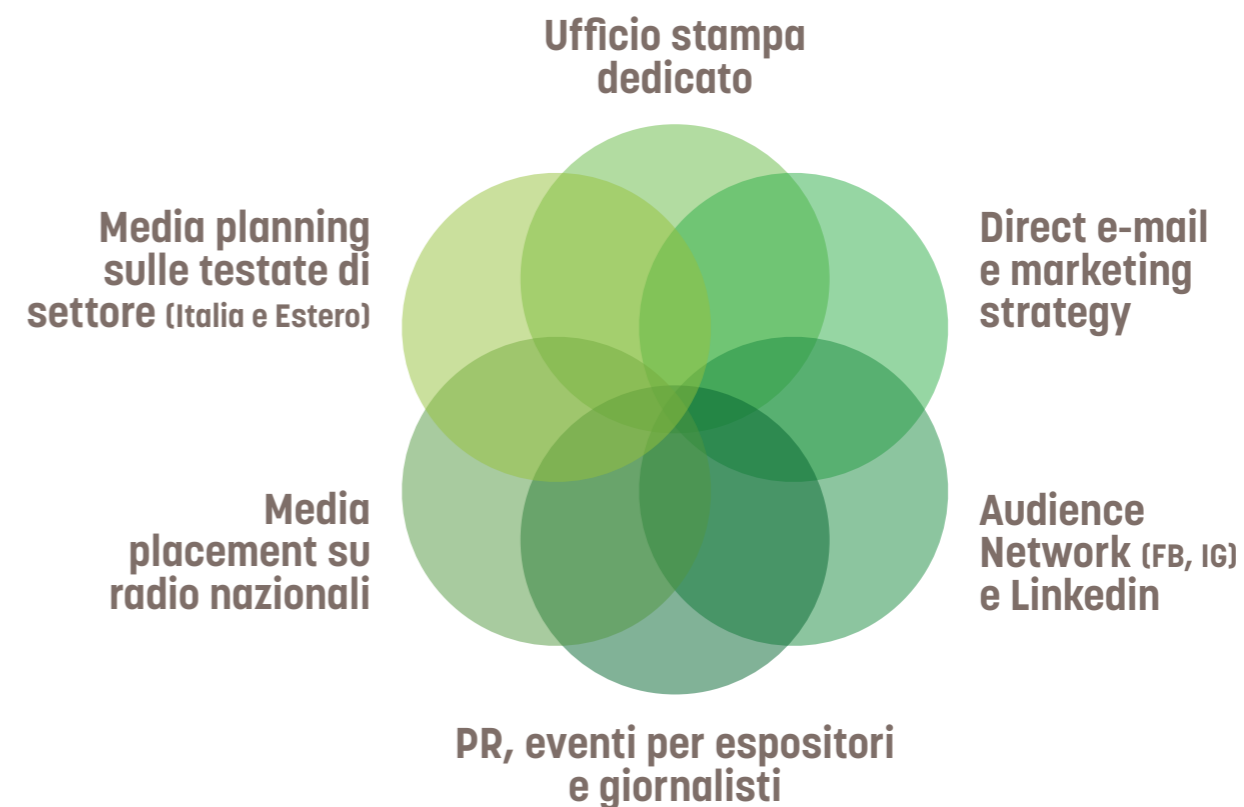 Ufficio stampa
dedicato
Media planning
sulle testate di
settore (Italia e Estero)
Direct e-mail
e marketing
strategy
Media
placement su
radio nazionali
Audience
Network (FB, IG)
e Linkedin
PR, eventi per espositori
e giornalisti